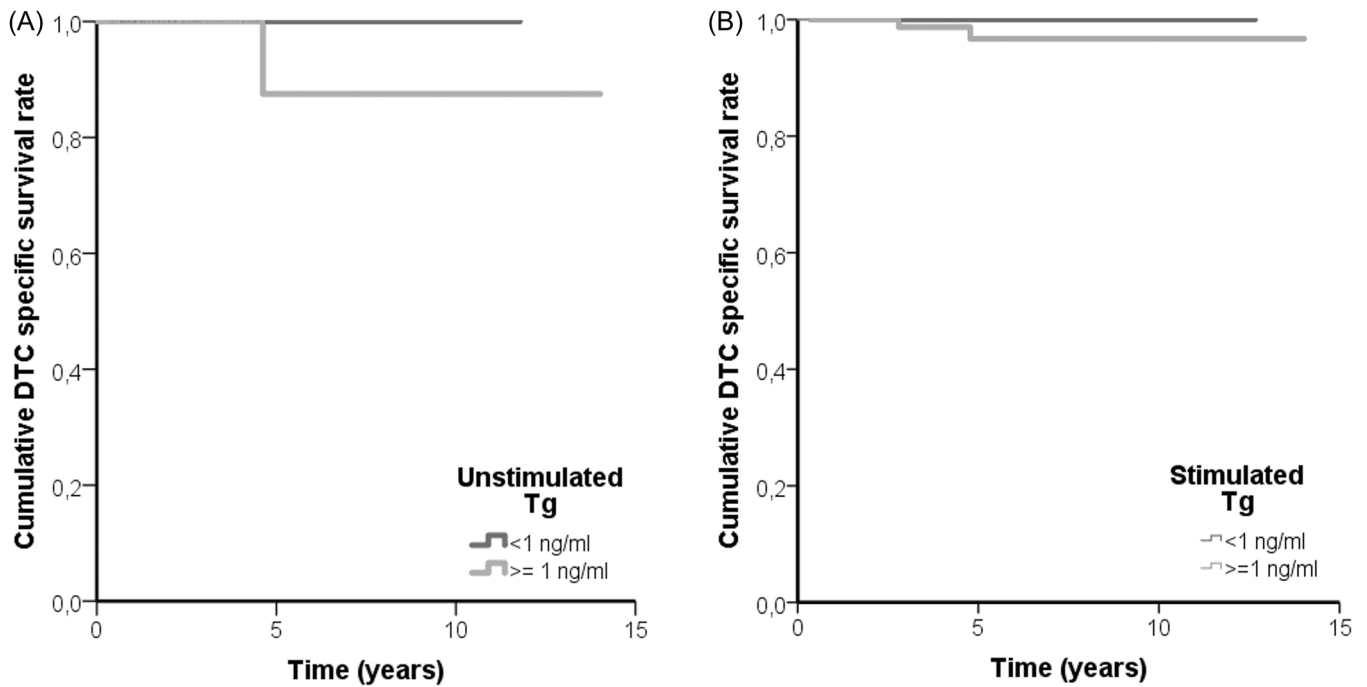 (A)
Cumulative DTC specific survival rate
1,0
0,8
0,6
0,4
0,2
0,0
0
5
10
15
Time (years)
Unstimulated
Tg
<1 ng/ml
>= 1 ng/ml
(B)
Cumulative DTC specific survival rate
1,0
0,8
0,6
0,4
0,2
0,0
0
5
10
15
Time (years)
Stimulated
Tg
<1 ng/ml
>=1 ng/ml